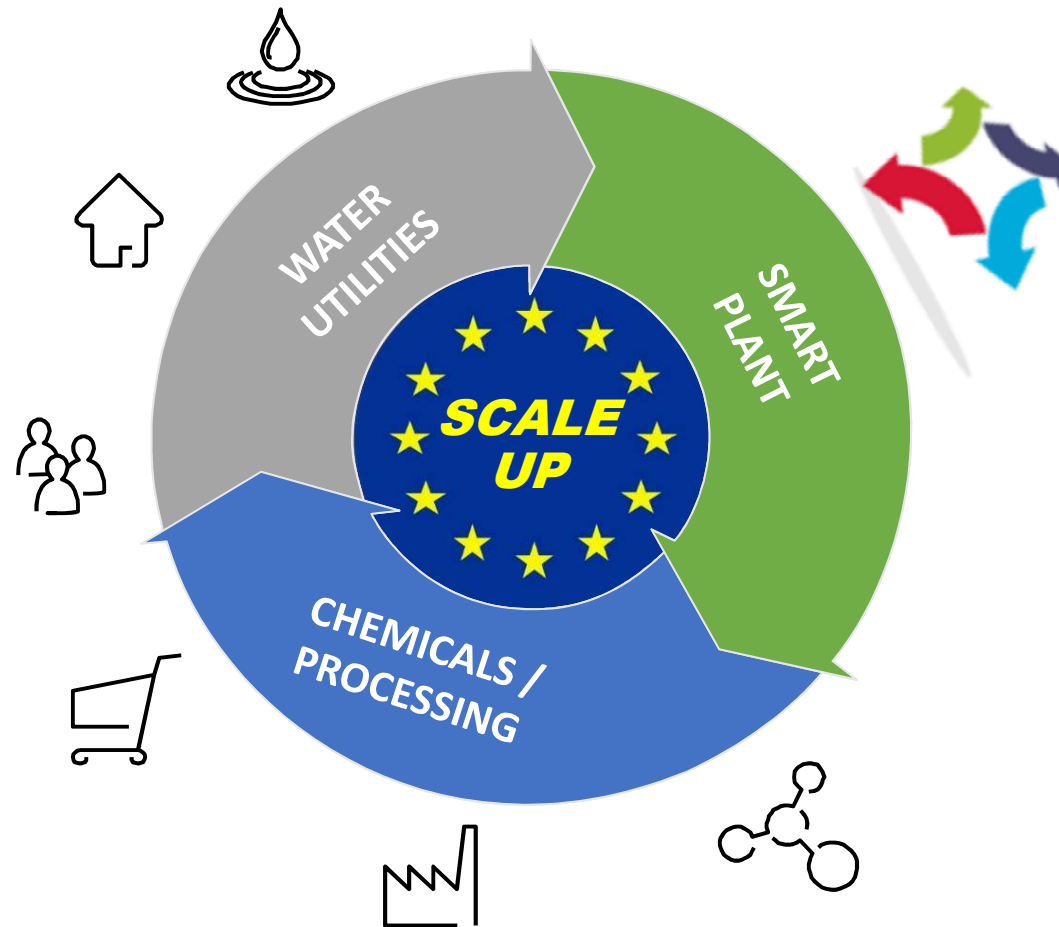 WATER
UTILITIES
SMART
PLANT
SCALE
UP
CHEMICALS /
PROCESSING